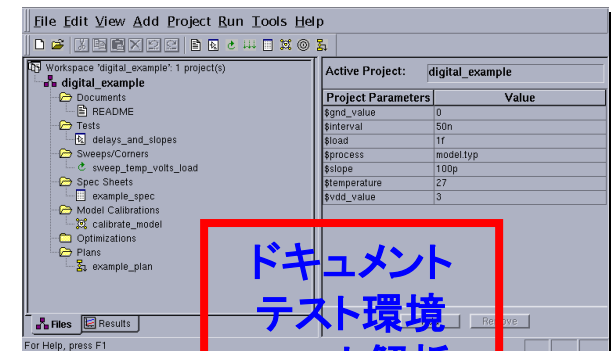 File Edit View Add Project Run Tools Help
Workspace 'digital_example': 1 project(s)
digital_example
Documents
README
Tests
delays_and_slopes
Sweeps/Corners
sweep_temp_volts_load
Spec Sheets
example_spec
Model Calibrations
calibrate_model
Optimizations
Plans
example_plan
Files Results
For Help, press F1
Active Project: digital_example
Project Parameters Value
$gnd_value 0
$interval 50n
$load 1f
$process model.typ
$slope 100p
$temperature 27
$vdd_value 3
ドキュメント
テスト環境